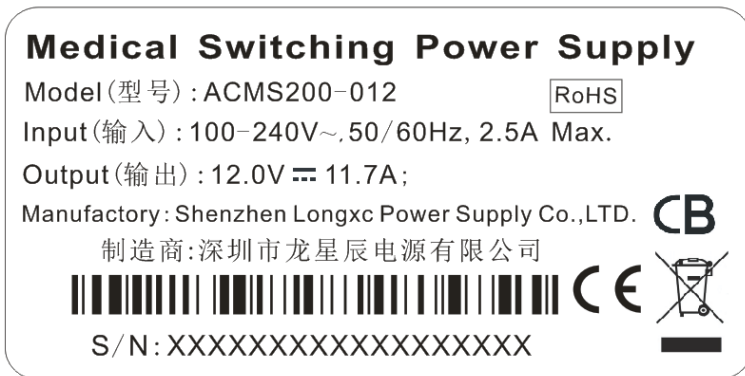 Medical Switching Power Supply
Model(型号):ACMS200-012
RoHS
Input(输入):100-240V~,50/60Hz, 2.5A Max.
Output(输出):12.0V ⎓ 11.7A;
Manufactory:Shenzhen Longxc Power Supply Co.,LTD.
CB
制造商:深圳市龙星辰电源有限公司
CE
S/N:XXXXXXXXXXXXXXXXXX